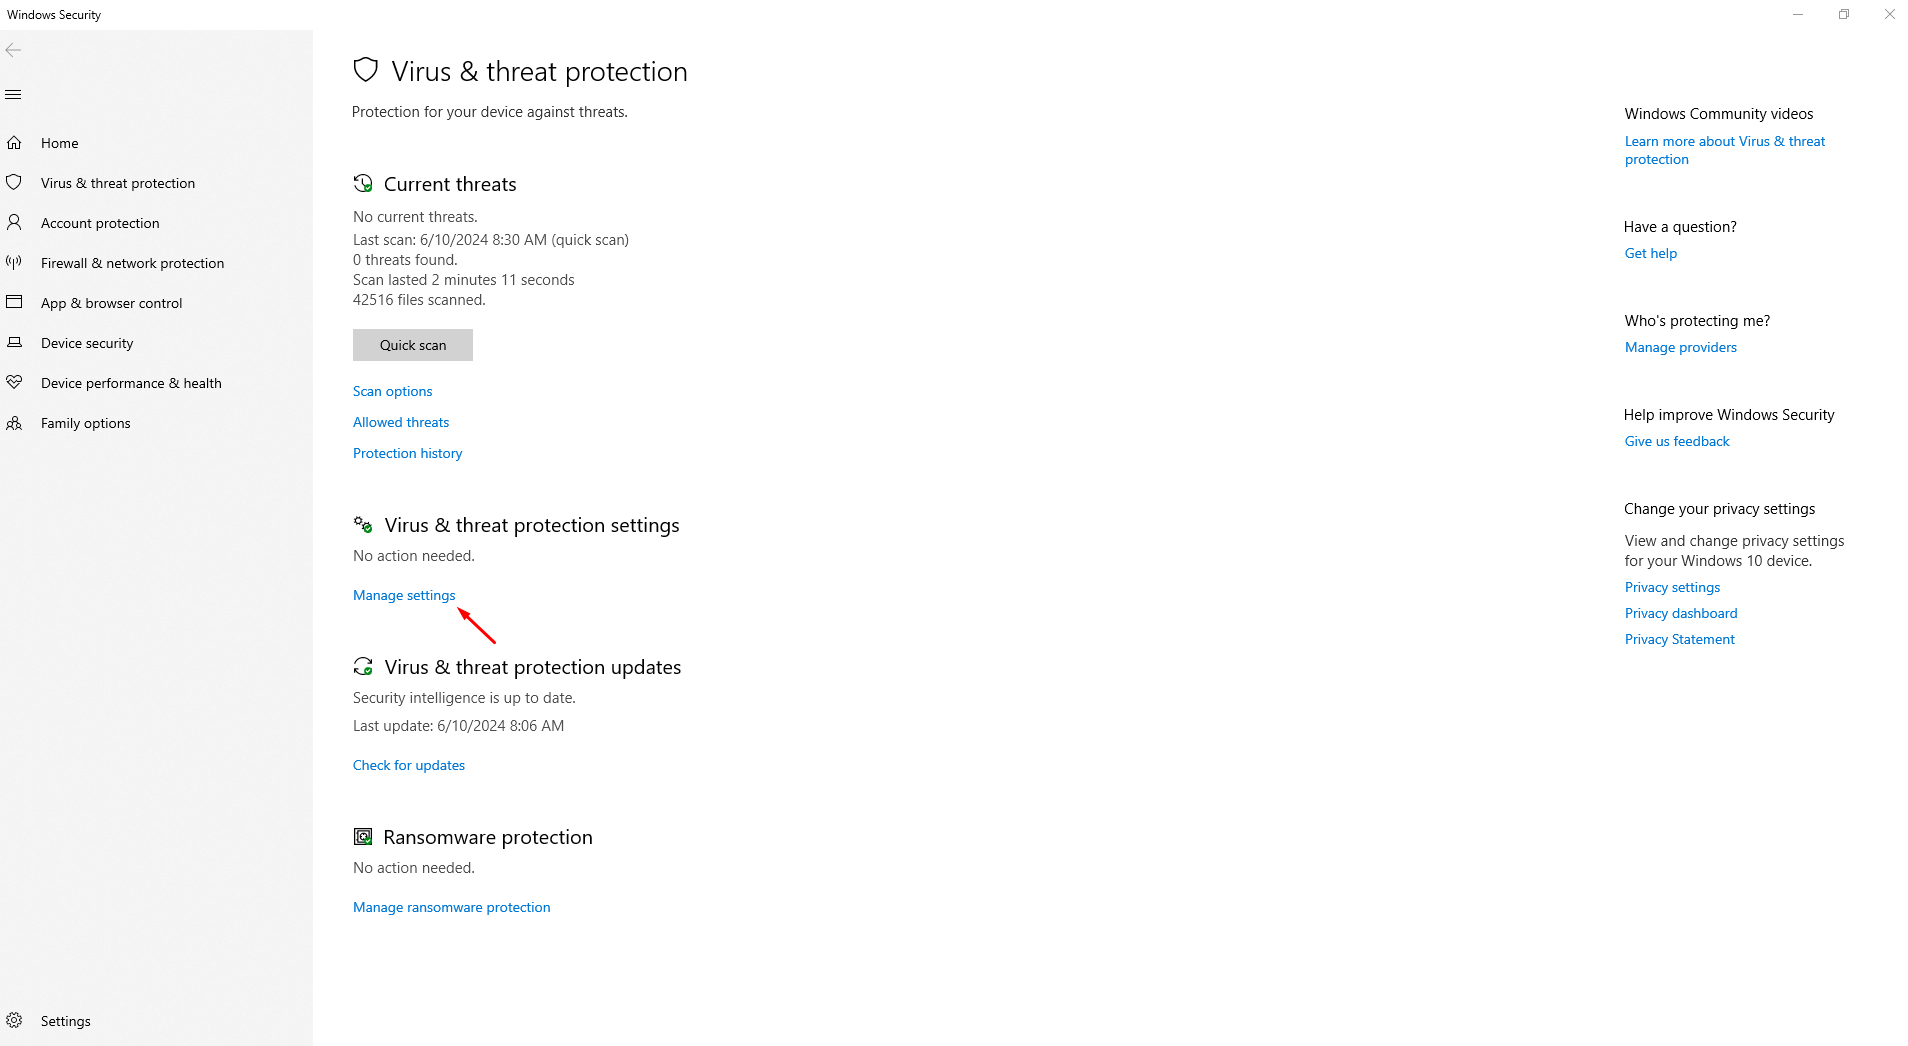 Windows Security
Home
Virus & threat protection
Account protection
Firewall & network protection
App & browser control
Device security
Device performance & health
Family options
Settings
Virus & threat protection
Protection for your device against threats.
Current threats
No current threats.
Last scan: 6/10/2024 8:30 AM (quick scan)
0 threats found.
Scan lasted 2 minutes 11 seconds
42516 files scanned.
Quick scan
Scan options
Allowed threats
Protection history
Virus & threat protection settings
No action needed.
Manage settings
Virus & threat protection updates
Security intelligence is up to date.
Last update: 6/10/2024 8:06 AM
Check for updates
Ransomware protection
No action needed.
Manage ransomware protection
Windows Community videos
Learn more about Virus & threat
protection
Have a question?
Get help
Who's protecting me?
Manage providers
Help improve Windows Security
Give us feedback
Change your privacy settings
View and change privacy settings
for your Windows 10 device.
Privacy settings
Privacy dashboard
Privacy Statement